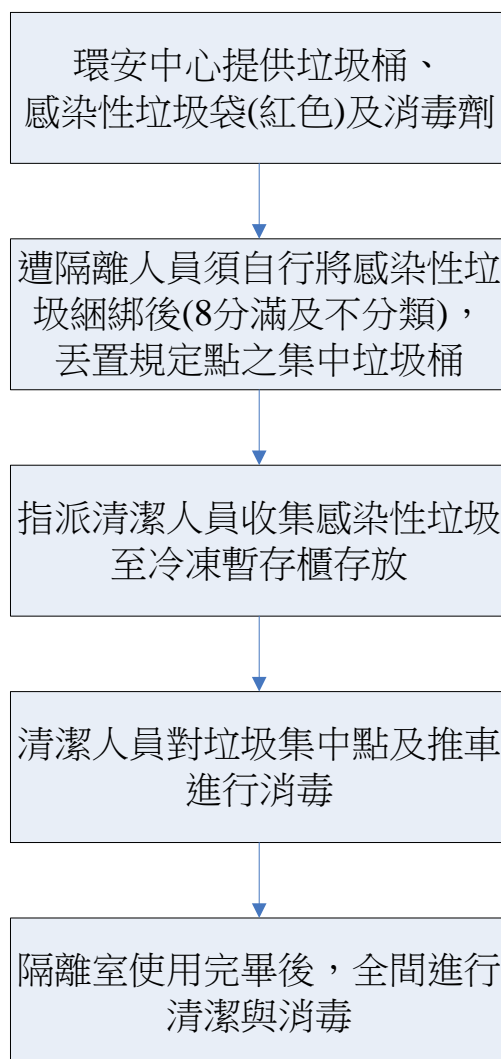 環安中心提供垃圾桶、
感染性垃圾袋(紅色)及消毒劑
遭隔離人員須自行將感染性垃
圾綑綁後(8分滿及不分類)，
丟置規定點之集中垃圾桶
指派清潔人員收集感染性垃圾
至冷凍暫存櫃存放
清潔人員對垃圾集中點及推車
進行消毒
隔離室使用完畢後，全間進行
清潔與消毒